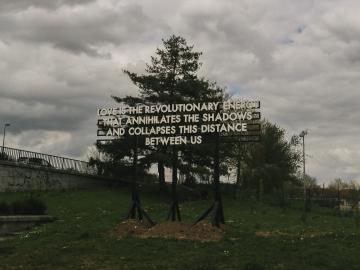 LOVE IS THE REVOLUTIONARY ENERGY
THAT ANNIHILATES THE SHADOWS
AND COLLAPSES THIS DISTANCE
BETWEEN US